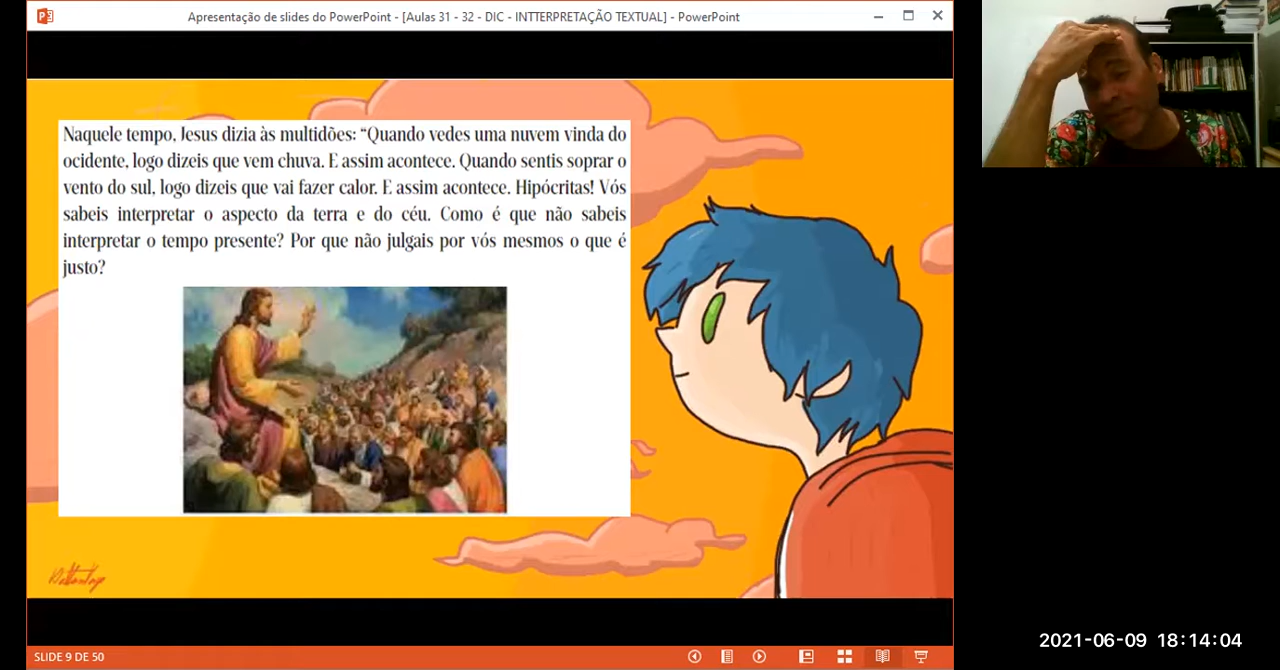 Apresentação de slides do PowerPoint - [Aulas 31 - 32 - DIC - INTTERPRETAÇÃO TEXTUAL] - PowerPoint
Naquele tempo, Jesus dizia às multidões: “Quando vedes uma nuvem vinda do
ocidente, logo dizeis que vem chuva. E assim acontece. Quando sentis soprar o
vento do sul, logo dizeis que vai fazer calor. E assim acontece. Hipócritas! Vós
sabeis interpretar o aspecto da terra e do céu. Como é que não sabeis
interpretar o tempo presente? Por que não julgais por vós mesmos o que é
justo?
SLIDE 9 DE 50
2021-06-09 18:14:04